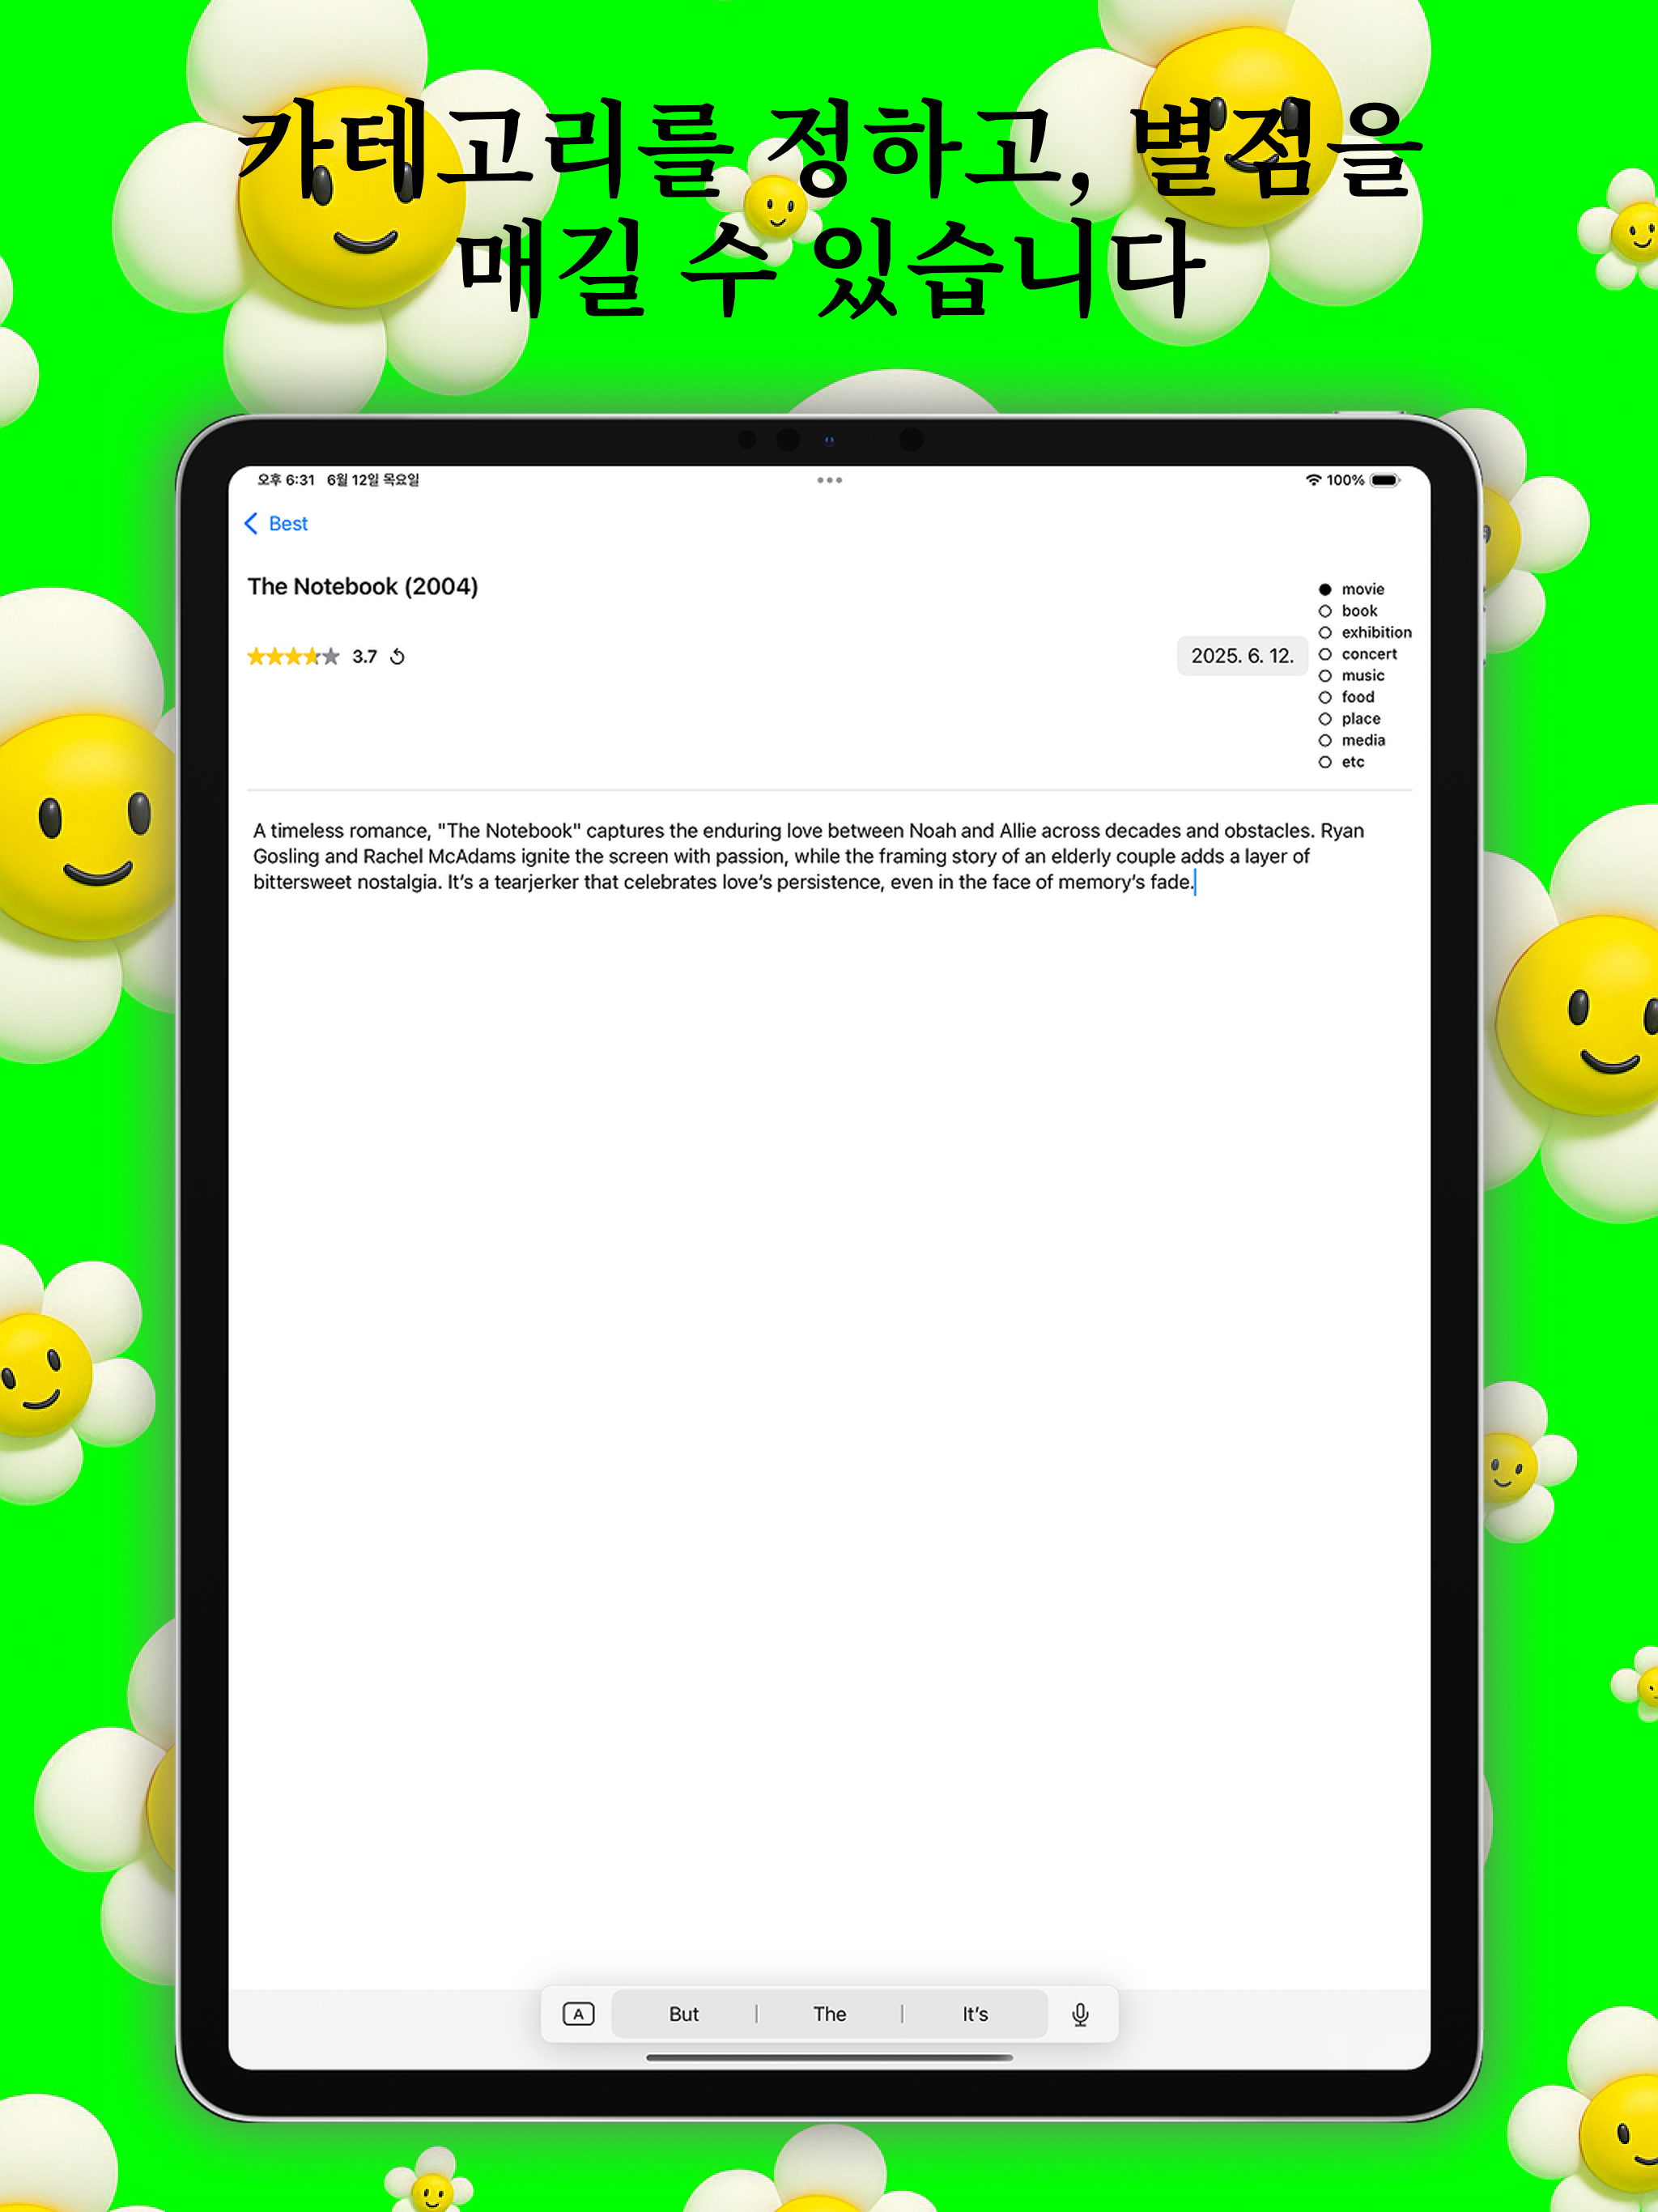 카테고리를 정하고, 별점을
매길 수 있습니다
오후 6:31 6월 12일 목요일
100%
Best
The Notebook (2004)
movie
book
exhibition
3.7
2025. 6. 12.
concert
music
food
place
media
etc
A timeless romance, "The Notebook" captures the enduring love between Noah and Allie across decades and obstacles. Ryan
Gosling and Rachel McAdams ignite the screen with passion, while the framing story of an elderly couple adds a layer of
bittersweet nostalgia. It’s a tearjerker that celebrates love’s persistence, even in the face of memory’s fade.
A
But
The
It’s